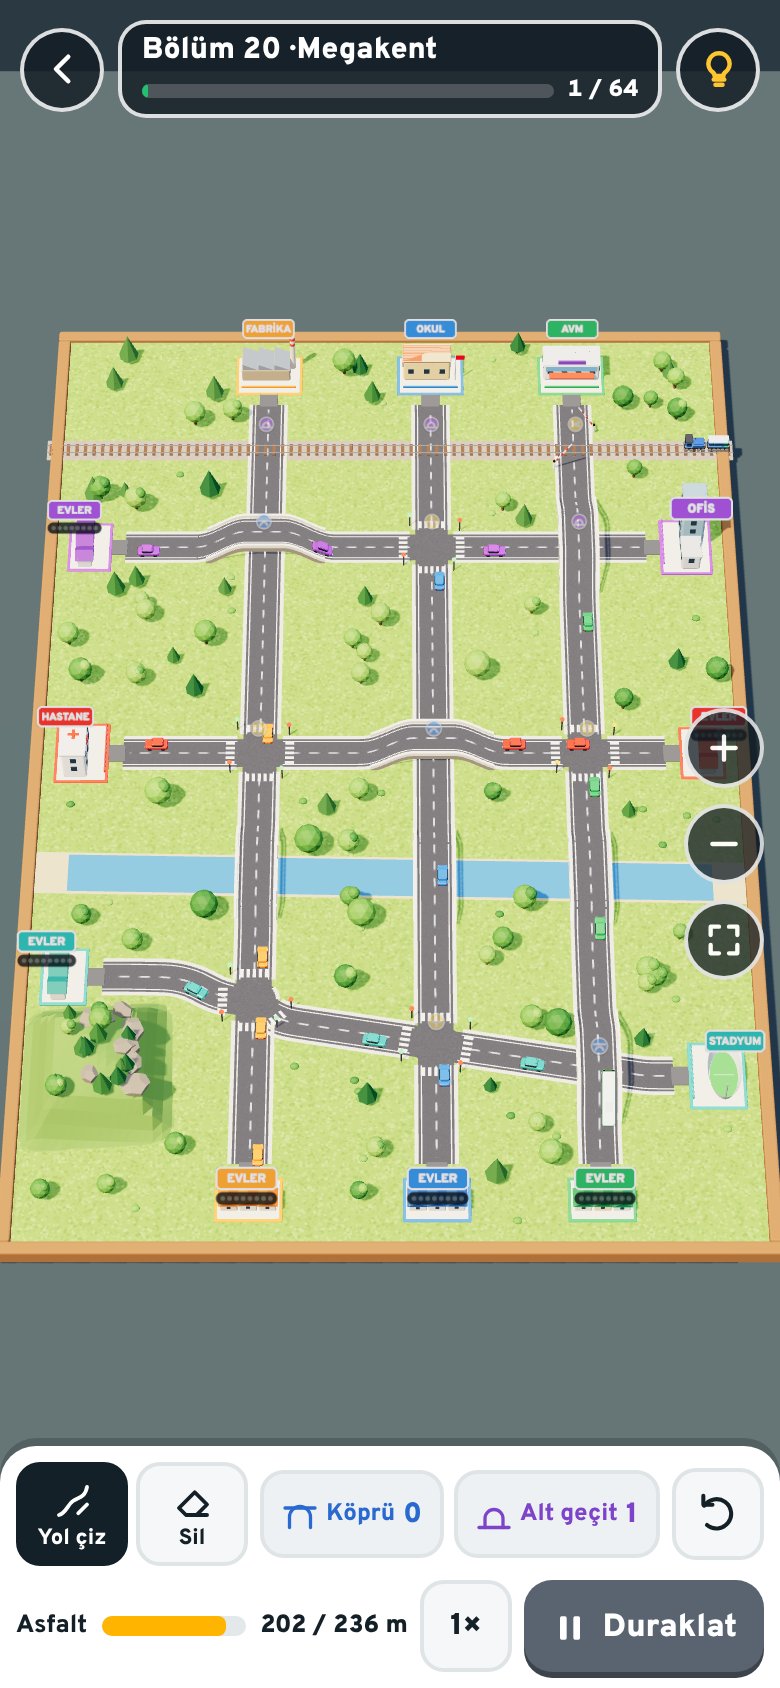 Bölüm 20 ·Megakent
1 / 64
FABRİKA
OKUL
AVM
EVLER
OFİS
HASTANE
EVLER
EVLER
STADYUM
EVLER
EVLER
EVLER
Yol çiz
Sil
Köprü 0
Alt geçit 1
Asfalt
202 / 236 m
1×
Duraklat